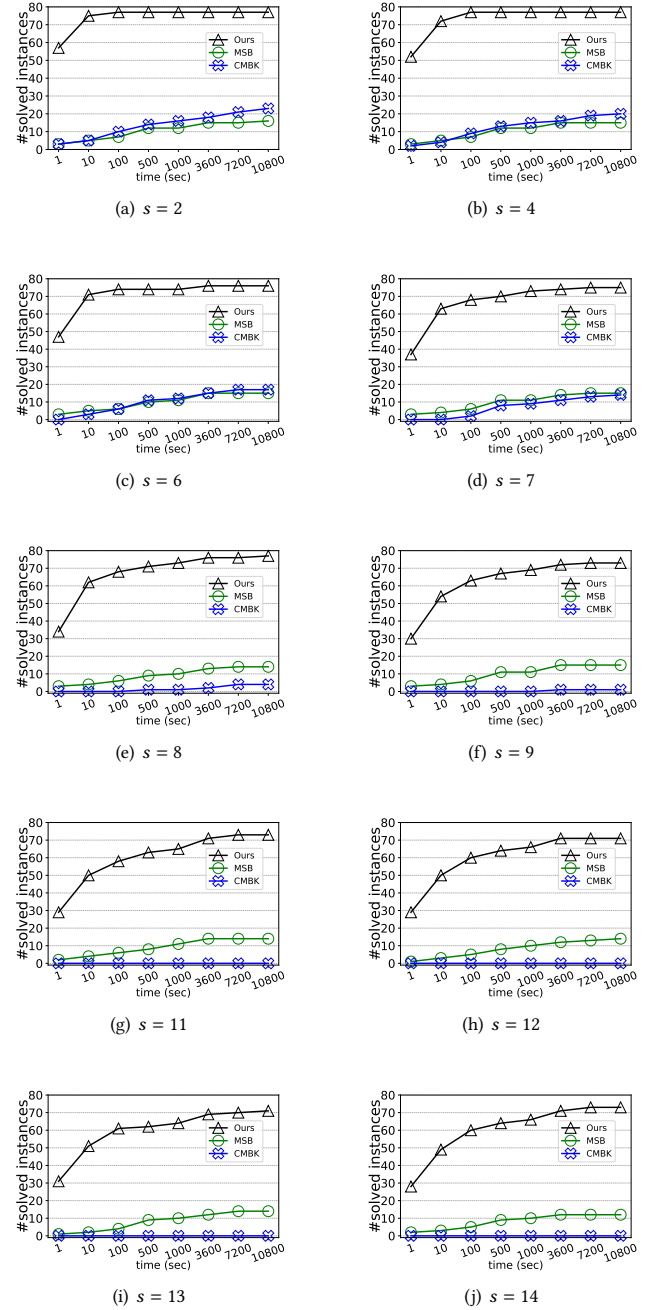 80
70
60
50
40
30
20
10
0
#solved instances
Ours
MSB
CMBK
1 10 100 500 1000 3600 7200 10800
time (sec)
(a) s = 2
80
70
60
50
40
30
20
10
0
#solved instances
Ours
MSB
CMBK
1 10 100 500 1000 3600 7200 10800
time (sec)
(b) s = 4
80
70
60
50
40
30
20
10
0
#solved instances
Ours
MSB
CMBK
1 10 100 500 1000 3600 7200 10800
time (sec)
(c) s = 6
80
70
60
50
40
30
20
10
0
#solved instances
Ours
MSB
CMBK
1 10 100 500 1000 3600 7200 10800
time (sec)
(d) s = 7
80
70
60
50
40
30
20
10
0
#solved instances
Ours
MSB
CMBK
1 10 100 500 1000 3600 7200 10800
time (sec)
(e) s = 8
80
70
60
50
40
30
20
10
0
#solved instances
Ours
MSB
CMBK
1 10 100 500 1000 3600 7200 10800
time (sec)
(f) s = 9
80
70
60
50
40
30
20
10
0
#solved instances
Ours
MSB
CMBK
1 10 100 500 1000 3600 7200 10800
time (sec)
(g) s = 11
80
70
60
50
40
30
20
10
0
#solved instances
Ours
MSB
CMBK
1 10 100 500 1000 3600 7200 10800
time (sec)
(h) s = 12
80
70
60
50
40
30
20
10
0
#solved instances
Ours
MSB
CMBK
1 10 100 500 1000 3600 7200 10800
time (sec)
(i) s = 13
80
70
60
50
40
30
20
10
0
#solved instances
Ours
MSB
CMBK
1 10 100 500 1000 3600 7200 10800
time (sec)
(j) s = 14